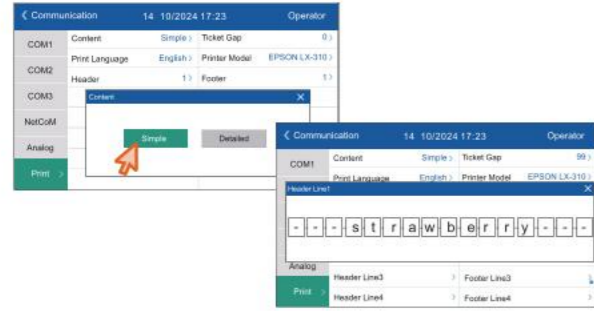 Communication 14 10/2024 17:23 Operator
COM1 Content Simple > Ticket Gap 0 >
Print Language English > Printer Model EPSON LX-310 >
COM2
Header 1 > Footer 1 >
COM3
Content X
NetCoM
Simple Detailed
Analog
Print >
Communication 14 10/2024 17:23 Operator
COM1 Content Simple > Ticket Gap 99 >
Print Language English > Printer Model EPSON LX-310 >
Header Line1 X
- - - s t r a w b e r r y - - -
Analog
Header Line3 > Footer Line3
Print >
Header Line4 > Footer Line4 >